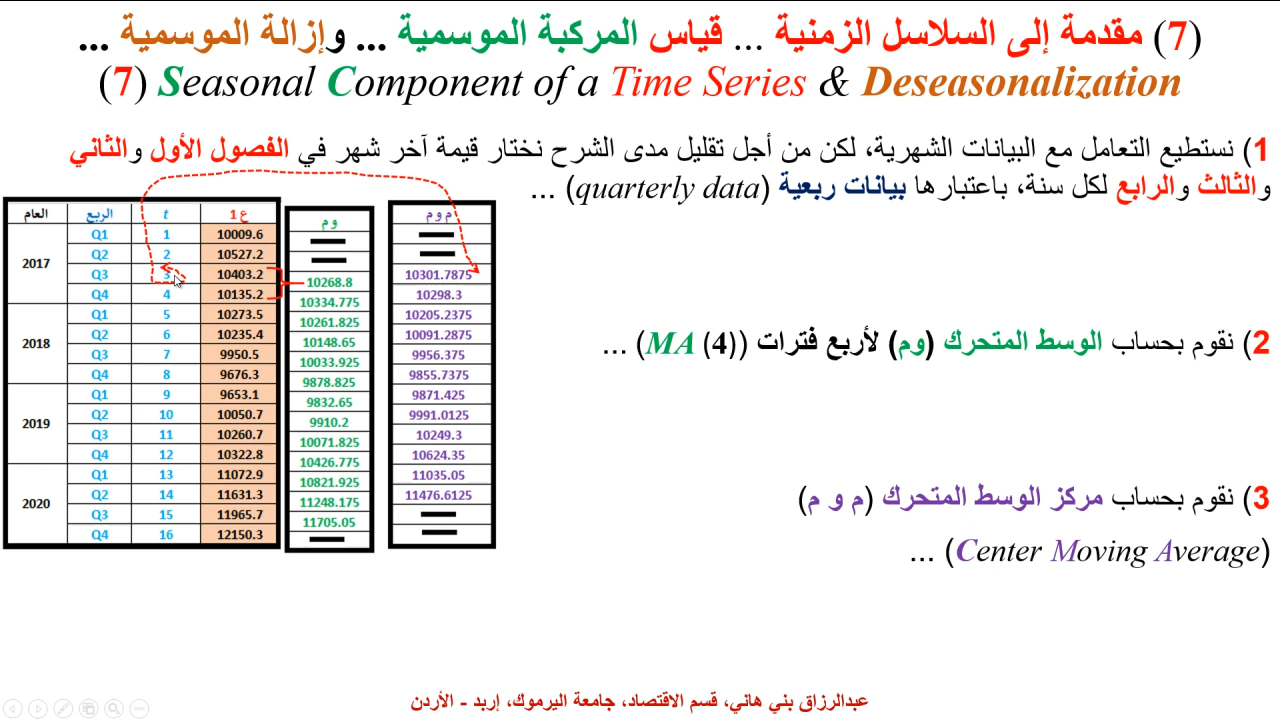 (7) مقدمة إلى السلاسل الزمنية ... قياس المركبة الموسمية ... وإزالة الموسمية ...
(7) Seasonal Component of a Time Series & Deseasonalization
1) نستطيع التعامل مع البيانات الشهرية، لكن من أجل تقليل مدى الشرح نختار قيمة آخر شهر في الفصول الأول والثاني
والثالث والرابع لكل سنة، باعتبارها بيانات ربعية (quarterly data) ...
العام الربع t ع1
2017 Q1 1 10009.6
Q2 2 10527.2
Q3 3 10403.2
Q4 4 10135.2
2018 Q1 5 10273.5
Q2 6 10235.4
Q3 7 9950.5
Q4 8 9676.3
2019 Q1 9 9653.1
Q2 10 10050.7
Q3 11 10260.7
Q4 12 10322.8
2020 Q1 13 11072.9
Q2 14 11631.3
Q3 15 11965.7
Q4 16 12150.3
و م
10268.8
10334.775
10261.825
10148.65
10033.925
9878.825
9832.65
9910.2
10071.825
10426.775
10821.925
11248.175
11705.05
م و م
10301.7875
10298.3
10205.2375
10091.2875
9956.375
9855.7375
9871.425
9991.0125
10249.3
10624.35
11035.05
11476.6125
2) نقوم بحساب الوسط المتحرك (وم) لأربع فترات (MA (4)) ...
3) نقوم بحساب مركز الوسط المتحرك (م و م)
(Center Moving Average) ...
عبدالرزاق بني هاني، قسم الاقتصاد، جامعة اليرموك، إربد - الأردن